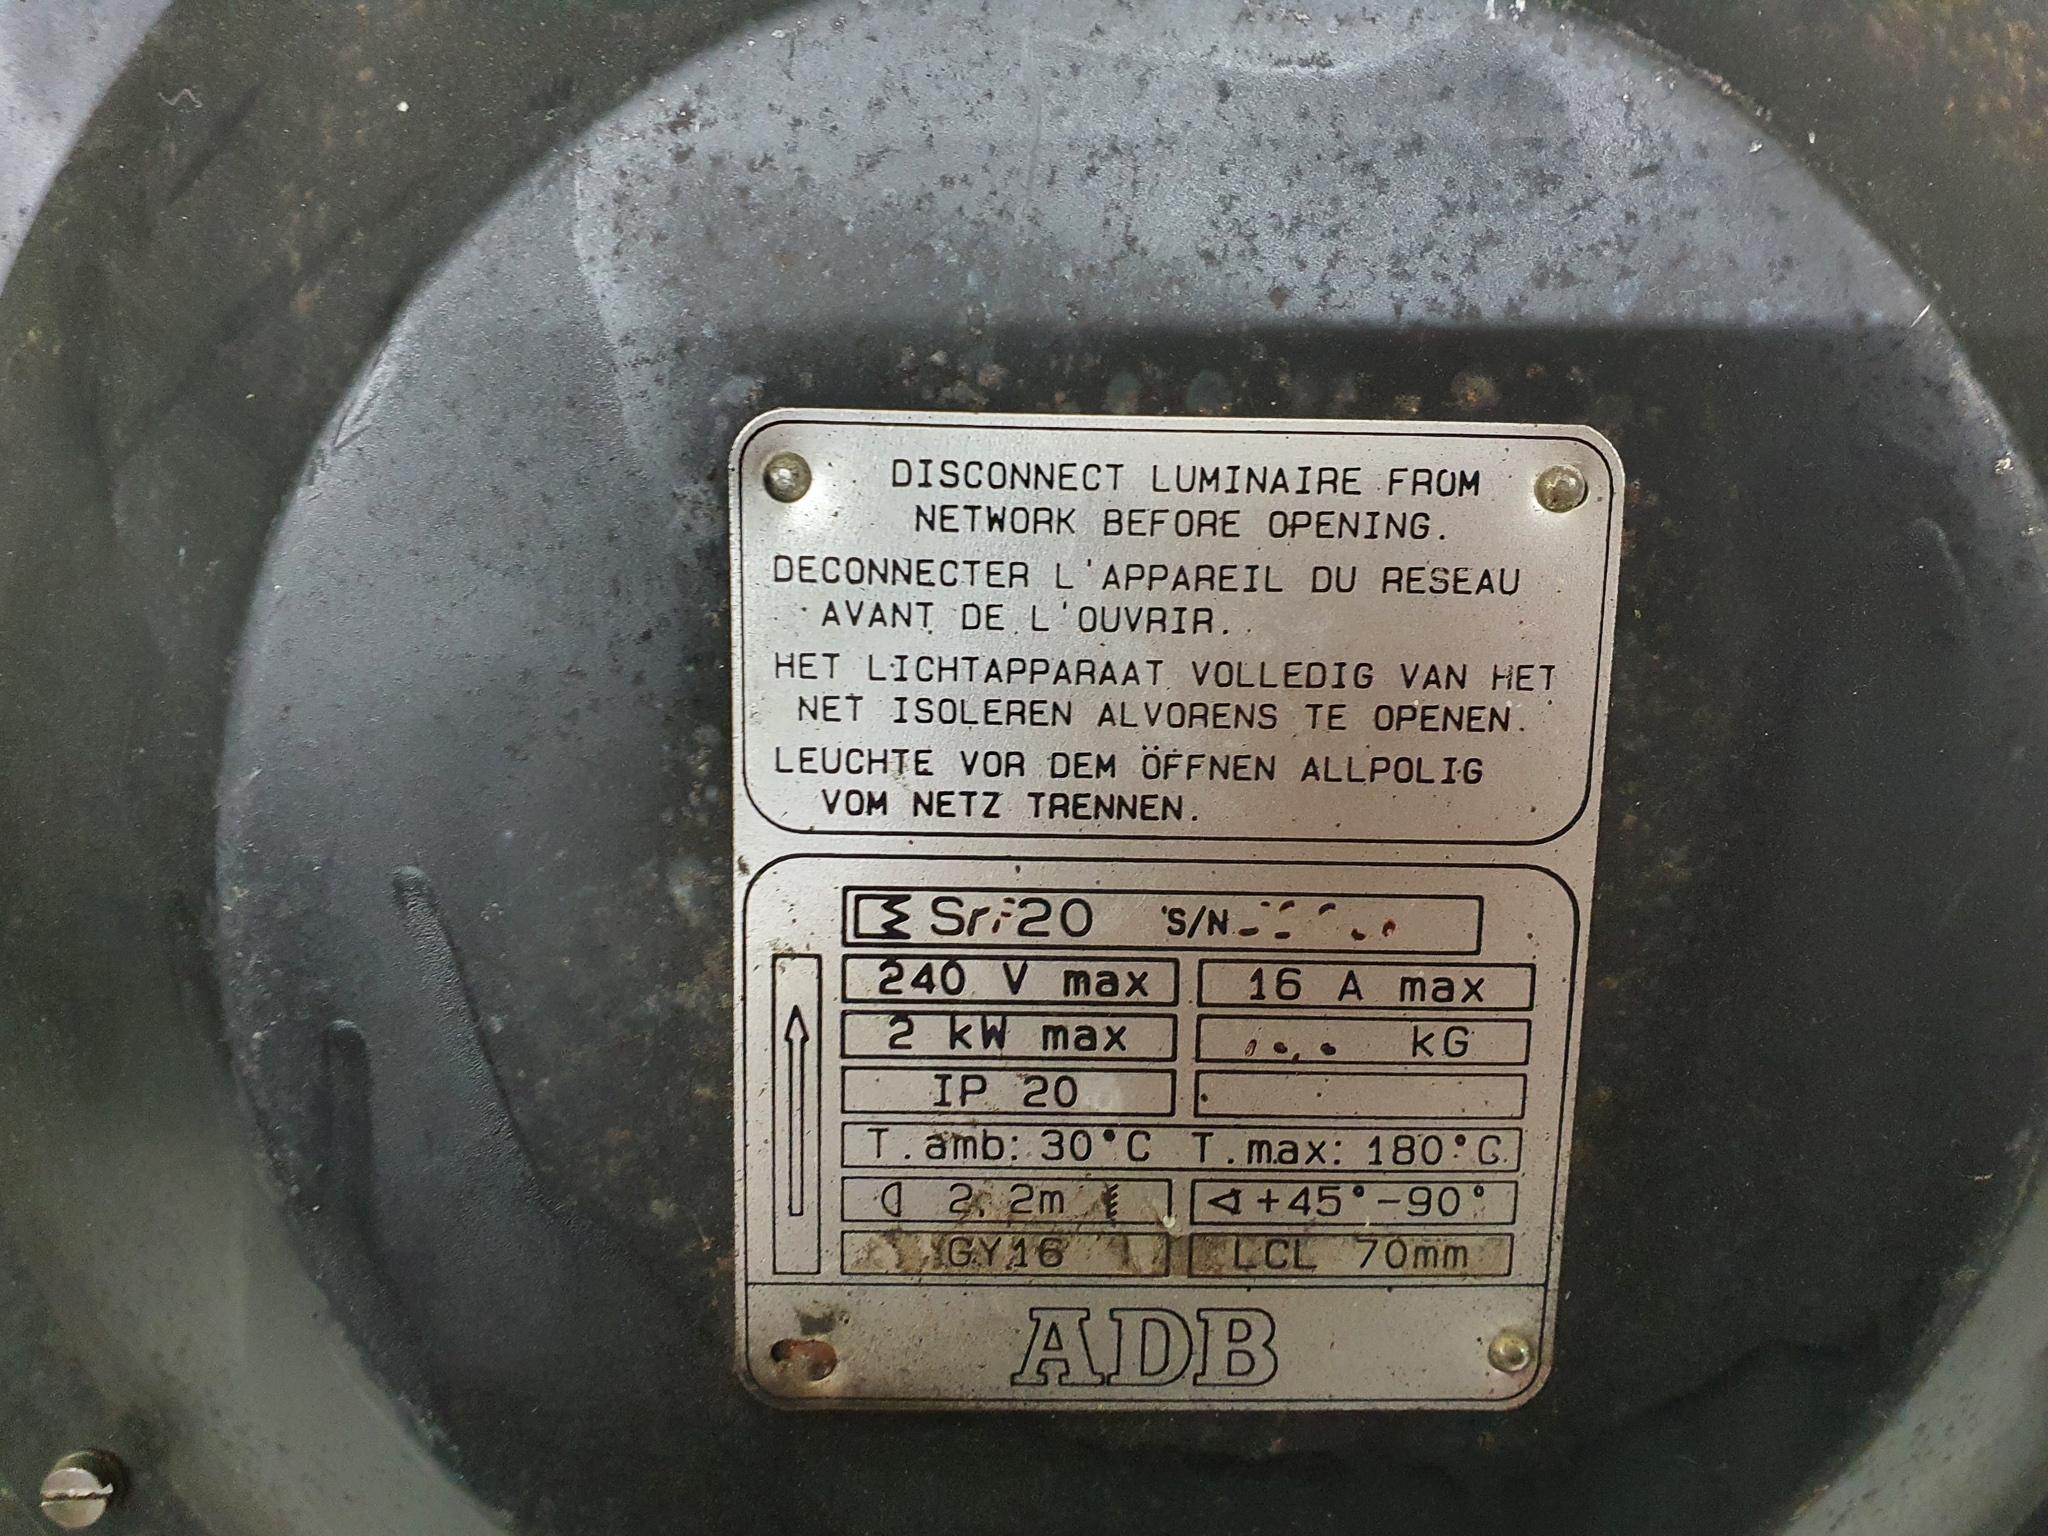 DISCONNECT LUMINAIRE FROM
NETWORK BEFORE OPENING.
DECONNECTER L'APPAREIL DU RESEAU
AVANT DE L'OUVRIR.
HET LICHTAPPARAAT VOLLEDIG VAN HET
NET ISOLEREN ALVORENS TE OPENEN.
LEUCHTE VOR DEM ÖFFNEN ALLPOLIG
VOM NETZ TRENNEN.
S/N
240 V max 16 A max
2 kW max kG
IP 20
T.amb: 30°C T.max: 180°C
2.2m +45°-90°
GY16 LCL 70mm
ADB